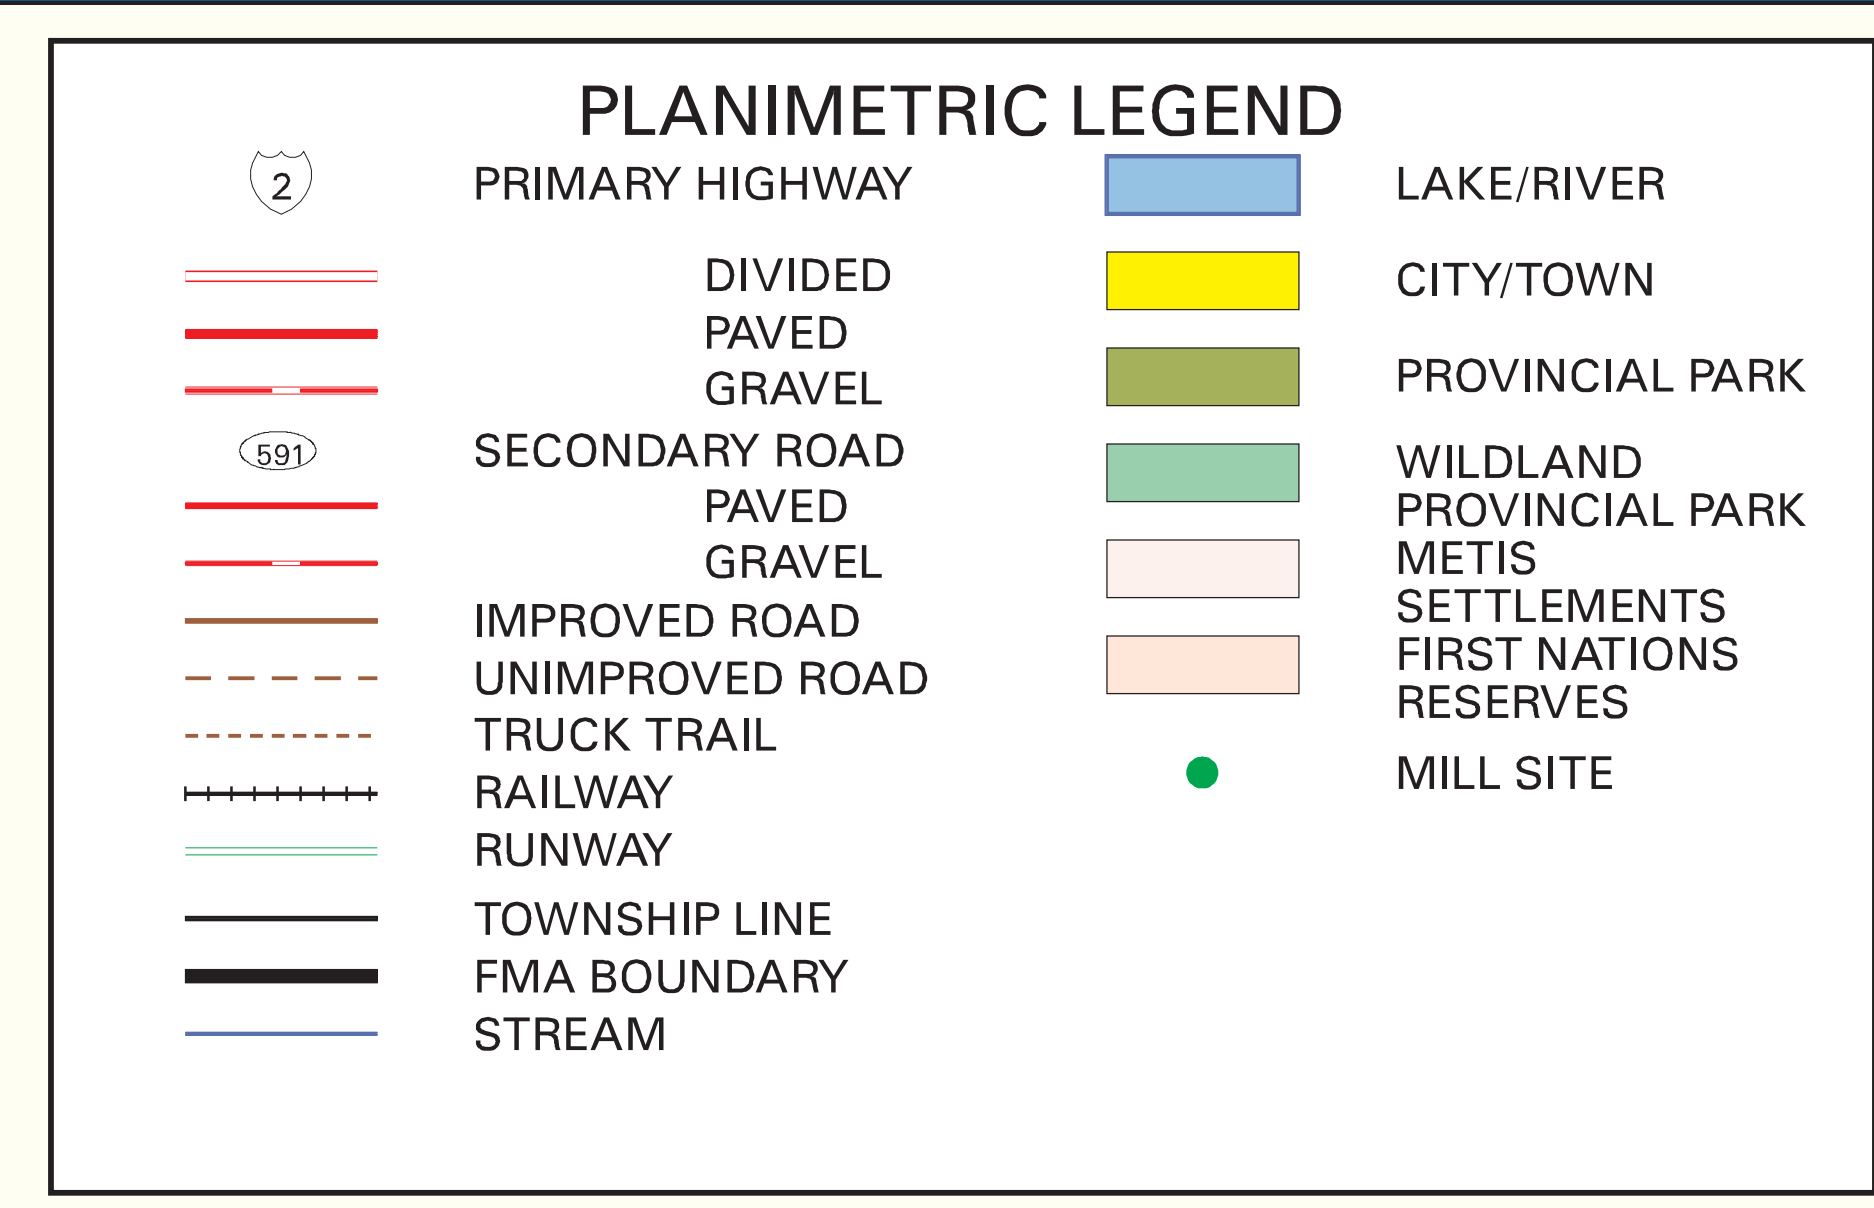 PLANIMETRIC LEGEND
2
PRIMARY HIGHWAY
DIVIDED
PAVED
GRAVEL
591
SECONDARY ROAD
PAVED
GRAVEL
IMPROVED ROAD
UNIMPROVED ROAD
TRUCK TRAIL
RAILWAY
RUNWAY
TOWNSHIP LINE
FMA BOUNDARY
STREAM
LAKE/RIVER
CITY/TOWN
PROVINCIAL PARK
WILDLAND
PROVINCIAL PARK
METIS
SETTLEMENTS
FIRST NATIONS
RESERVES
MILL SITE